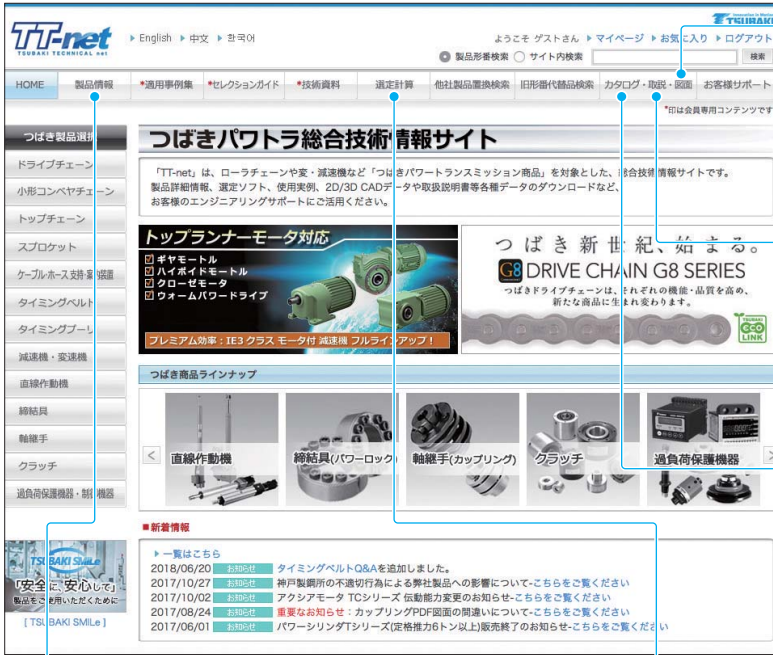 Innovation in Motion
TSUBAKI
TT-net
TSUBAKI TECHNICAL net
English 中文 한국어
ようこそ ゲストさん マイページ お気に入り ログアウト
製品形番検索 サイト内検索 検索
HOME 製品情報 *適用事例集 *セレクションガイド *技術資料 選定計算 他社製品置換検索 旧形番代替品検索 カタログ・取説・図面 お客様サポート
*印は会員専用コンテンツです
つばき製品選択
ドライブチェーン
小形コンベヤチェーン
トップチェーン
スプロケット
ケーブル・ホース支持・案内装置
タイミングベルト
タイミングプーリ
減速機・変速機
直線作動機
締結具
軸継手
クラッチ
過負荷保護機器・制御機器
つばきパワトラ総合技術情報サイト
「TT-net」は、ローラチェーンや変・減速機など「つばきパワートランスミッション商品」を対象とした、総合技術情報サイトです。
製品詳細情報、選定ソフト、使用実例、2D/3D CADデータや取扱説明書等各種データのダウンロードなど、
お客様のエンジニアリングサポートにご活用ください。
トップランナーモータ対応
ギヤモートル
ハイポイドモートル
クローゼモータ
ウォームパワードライブ
プレミアム効率：IE3 クラス モータ付 減速機 フルラインアップ！
つばき新世紀、始まる。
G8 DRIVE CHAIN G8 SERIES
つばきドライブチェーンは、それぞれの機能・品質を高め、
新たな商品に生まれ変わります。
TSUBAKI
ECO
LINK
つばき商品ラインナップ
直線作動機
締結具(パワーロック)
軸継手(カップリング)
クラッチ
過負荷保護機器
■新着情報
一覧はこちら
2018/06/20 お知らせ タイミングベルトQ&Aを追加しました。
2017/10/27 お知らせ 神戸製鋼所の不適切行為による弊社製品への影響について-こちらをご覧ください
2017/10/02 お知らせ アクシアモータ TCシリーズ 伝動能力変更のお知らせ-こちらをご覧ください
2017/08/24 お知らせ 重要なお知らせ：カップリングPDF図面の間違いについて-こちらをご覧ください
2017/06/01 お知らせ パワーシリンダTシリーズ(定格推力6トン以上)販売終了のお知らせ-こちらをご覧ください
TSUBAKI SMiLe
「安全に、安心して」
製品をご使用いただくために
[ TSUBAKI SMILe ]